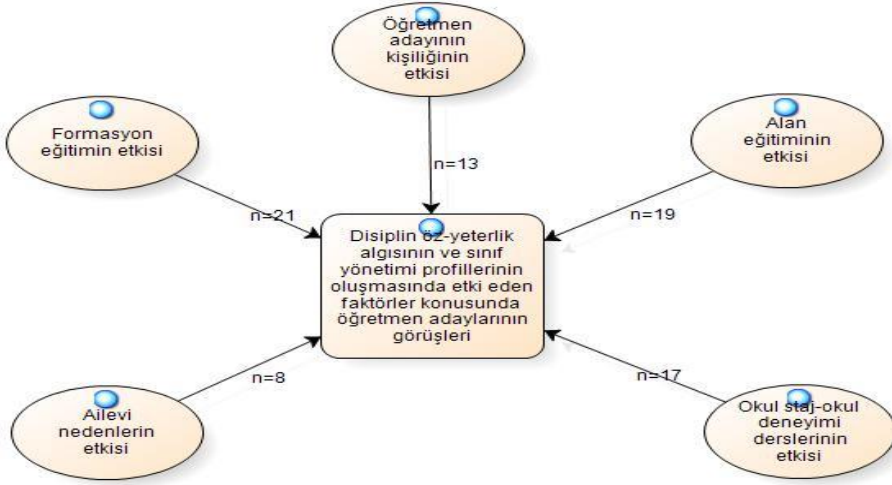 Öğretmen
adayının
kişiliğinin
etkisi
Formasyon
eğitimin etkisi
Alan
eğitiminin
etkisi
n=13
n=21
n=19
Disiplin öz-yeterlik
algısının ve sınıf
yönetimi profillerinin
oluşmasında etki eden
faktörler konusunda
öğretmen adaylarının
görüşleri
n=8
n=17
Ailevi
nedenlerin
etkisi
Okul staj-okul
deneyimi
derslerinin
etkisi